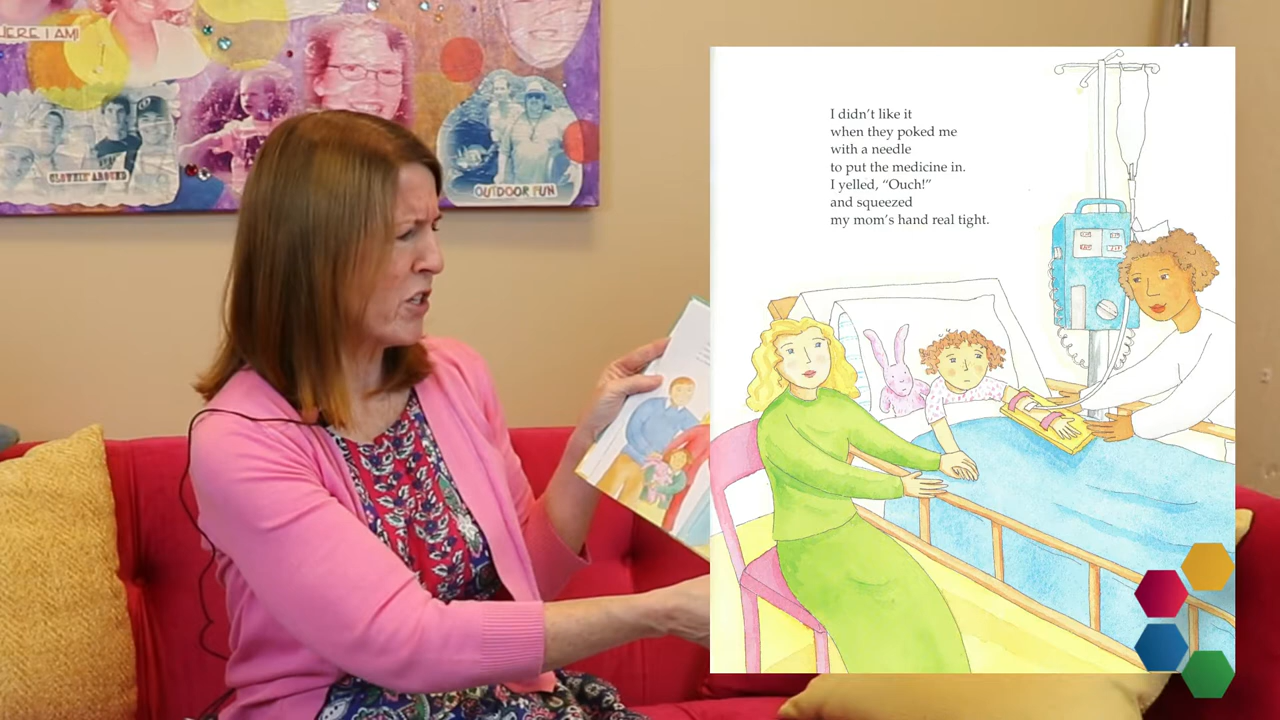 HERE I AM!
CLOWNIN' AROUND
OUTDOOR FUN
I didn't like it
when they poked me
with a needle
to put the medicine in.
I yelled, "Ouch!"
and squeezed
my mom's hand real tight.